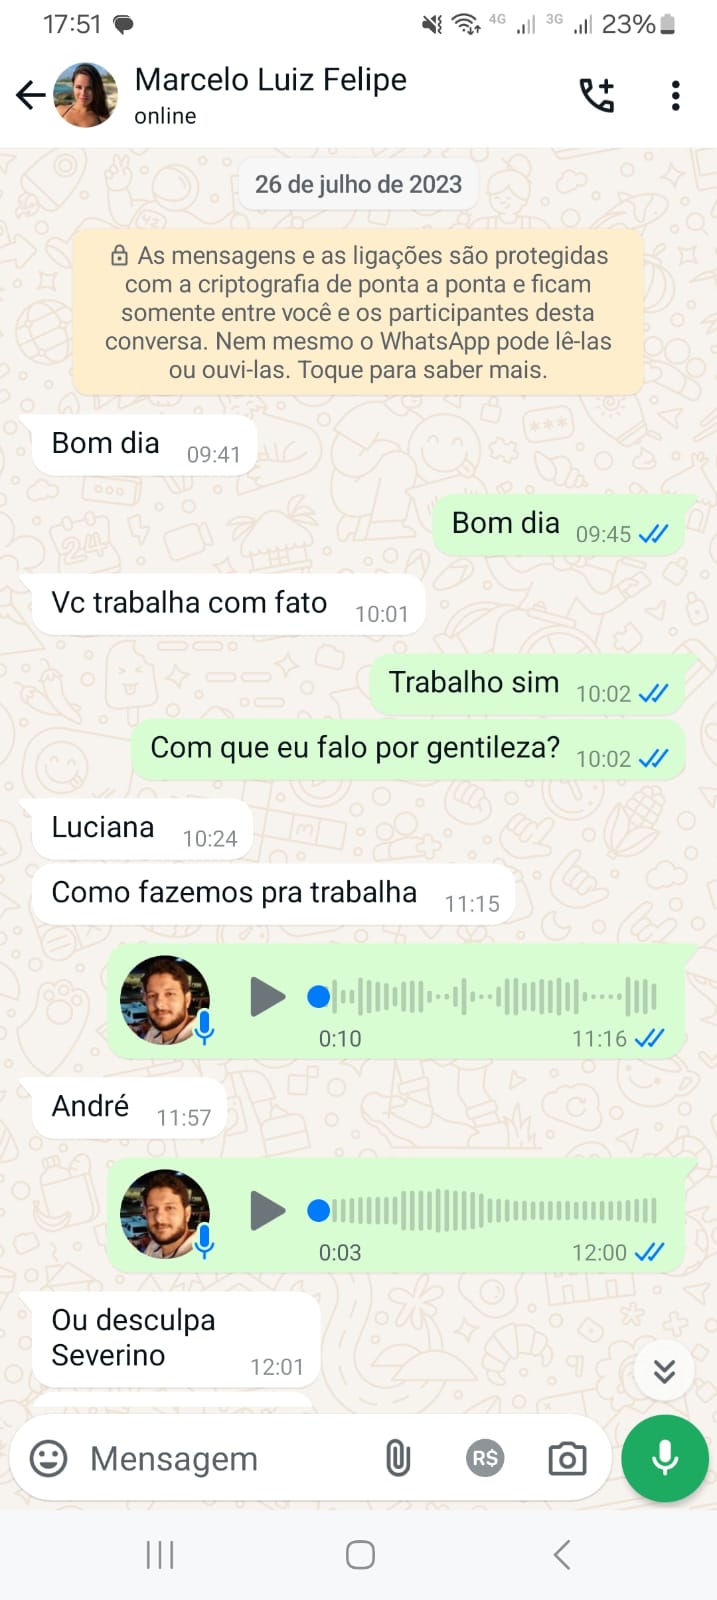 17:51 4G 3G 23%
Marcelo Luiz Felipe
online
26 de julho de 2023
As mensagens e as ligações são protegidas
com a criptografia de ponta a ponta e ficam
somente entre você e os participantes desta
conversa. Nem mesmo o WhatsApp pode lê-las
ou ouvi-las. Toque para saber mais.
Bom dia 09:41
Bom dia 09:45
Vc trabalha com fato 10:01
Trabalho sim 10:02
Com que eu falo por gentileza? 10:02
Luciana 10:24
Como fazemos pra trabalha 11:15
0:10 11:16
André 11:57
0:03 12:00
Ou desculpa
Severino 12:01
Mensagem R$